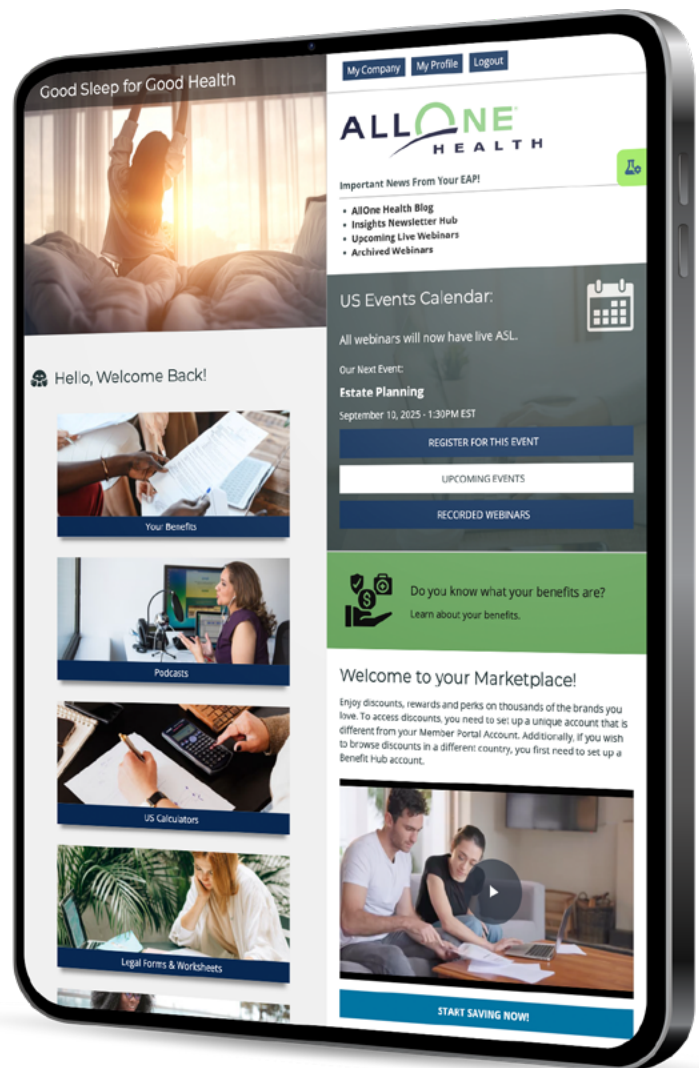 Good Sleep for Good Health
Hello, Welcome Back!
Your Benefits
Podcasts
US Calculators
Legal Forms & Worksheets
My Company
My Profile
Logout
ALLONE
HEALTH
Important News From Your EAP!
AllOne Health Blog
Insights Newsletter Hub
Upcoming Live Webinars
Archived Webinars
US Events Calendar:
All webinars will now have live ASL.
Our Next Event:
Estate Planning
September 10, 2025 - 1:30PM EST
REGISTER FOR THIS EVENT
UPCOMING EVENTS
RECORDED WEBINARS
Do you know what your benefits are?
Learn about your benefits.
Welcome to your Marketplace!
Enjoy discounts, rewards and perks on thousands of the brands you
love. To access discounts, you need to set up a unique account that is
different from your Member Portal Account. Additionally, if you wish
to browse discounts in a different country, you first need to set up a
Benefit Hub account.
START SAVING NOW!